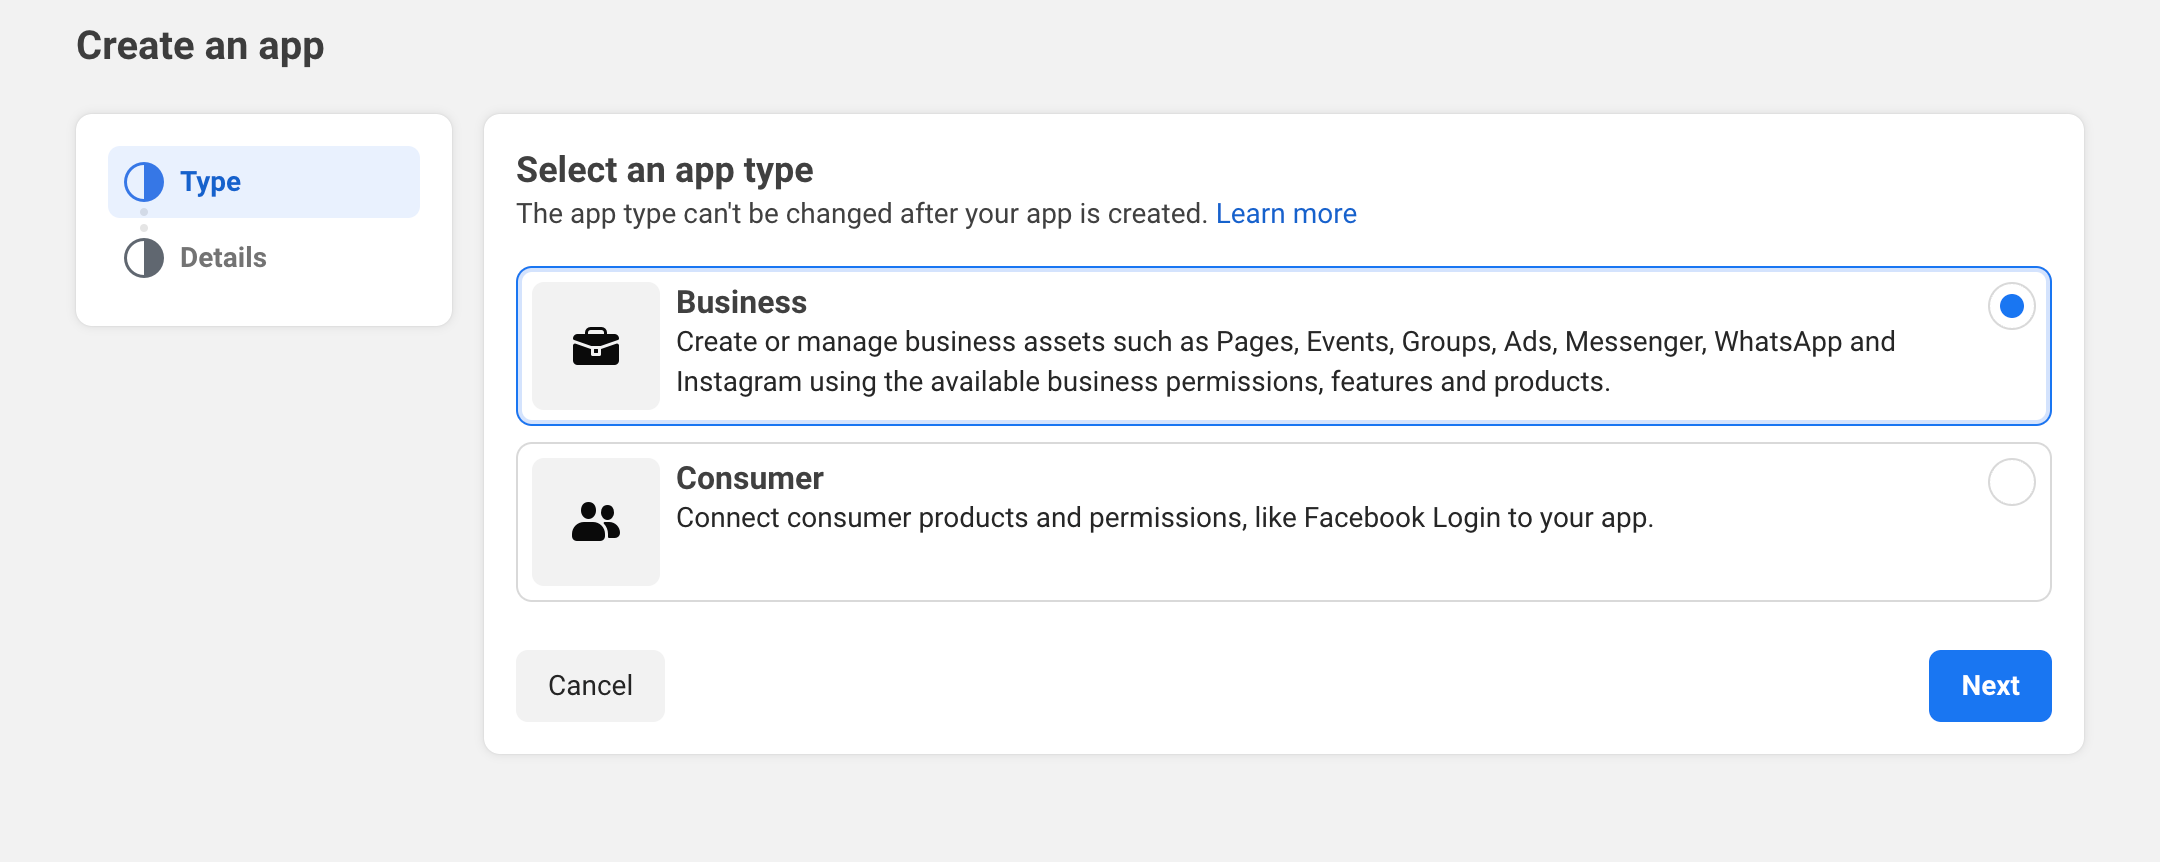 Create an app
Type
Details
Select an app type
The app type can't be changed after your app is created. Learn more
Business
Create or manage business assets such as Pages, Events, Groups, Ads, Messenger, WhatsApp and
Instagram using the available business permissions, features and products.
Consumer
Connect consumer products and permissions, like Facebook Login to your app.
Cancel
Next